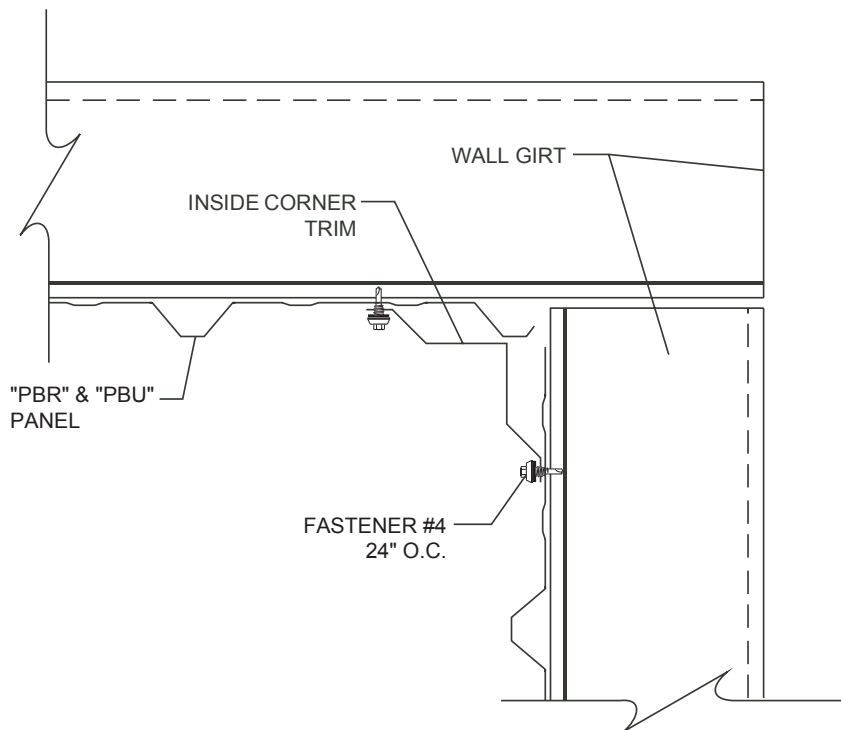 WALL GIRT
INSIDE CORNER
TRIM
"PBR" & "PBU"
PANEL
FASTENER #4
24" O.C.